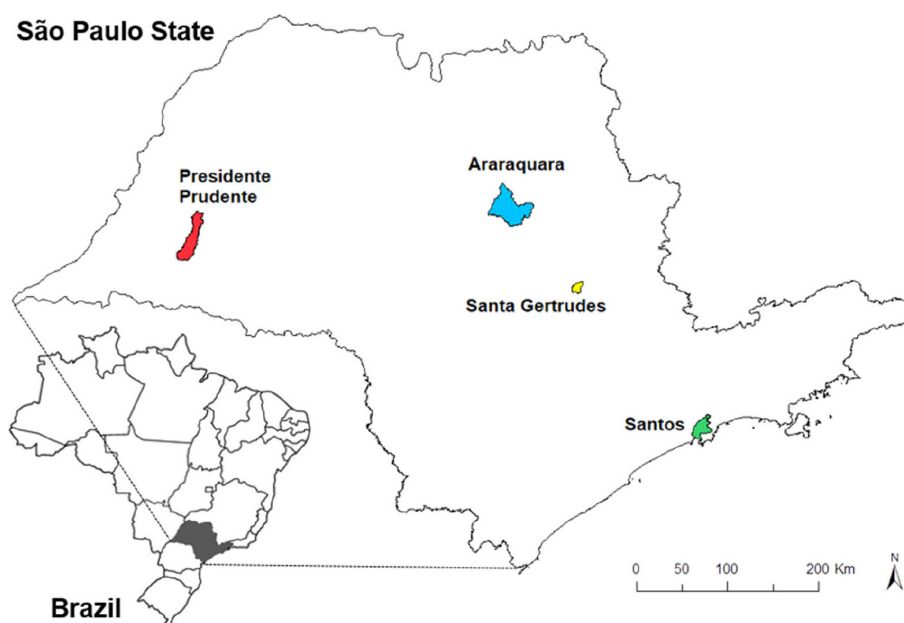 São Paulo State
Presidente
Prudente
Araraquara
Santa Gertrudes
Santos
Brazil
0 50 100 200 Km
N